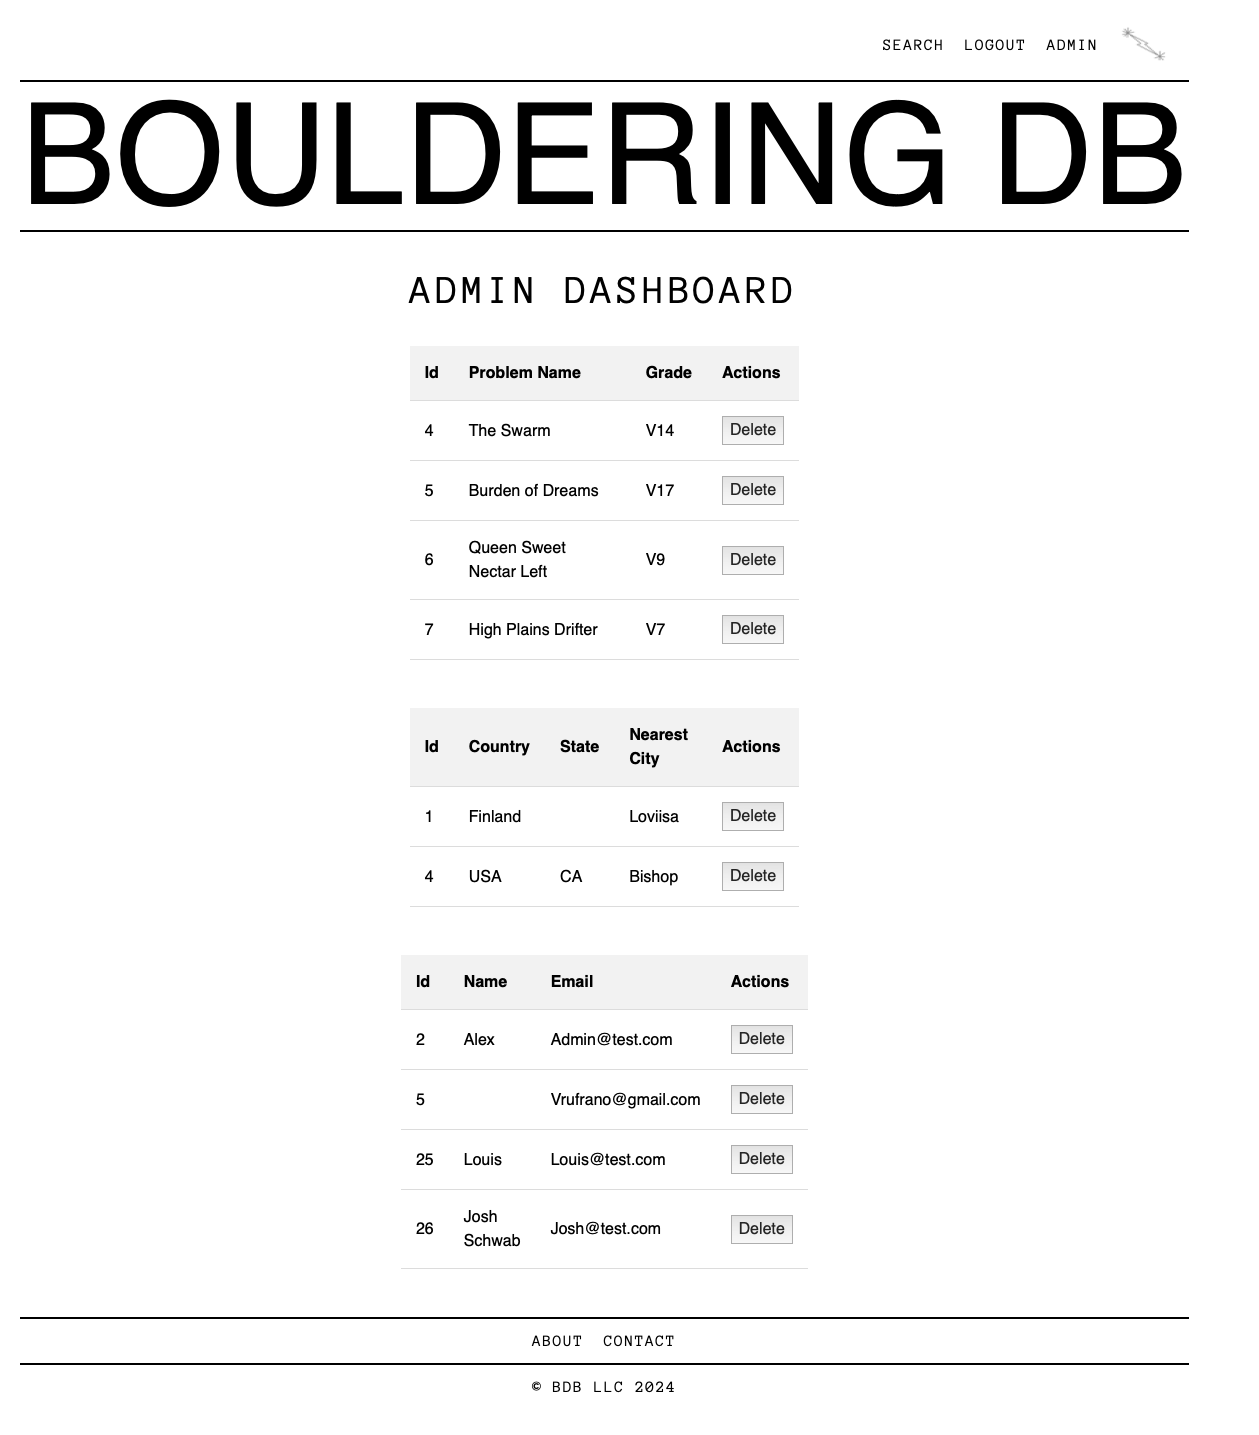 SEARCH LOGOUT ADMIN
BOULDERING DB
ADMIN DASHBOARD
Id Problem Name Grade Actions
4 The Swarm V14 Delete
5 Burden of Dreams V17 Delete
6 Queen Sweet Nectar Left V9 Delete
7 High Plains Drifter V7 Delete
Id Country State Nearest City Actions
1 Finland Loviisa Delete
4 USA CA Bishop Delete
Id Name Email Actions
2 Alex Admin@test.com Delete
5 Vrufrano@gmail.com Delete
25 Louis Louis@test.com Delete
26 Josh Schwab Josh@test.com Delete
ABOUT CONTACT
© BDB LLC 2024